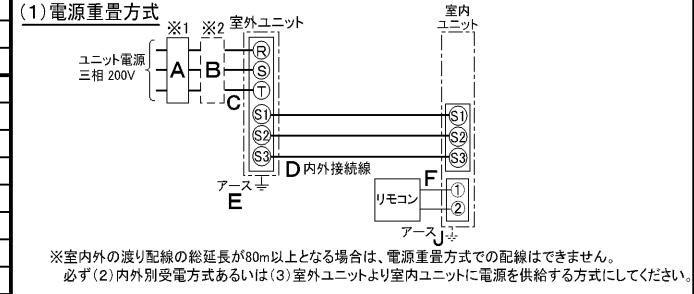 (1)電源重畳方式
※1 ※2 室外ユニット
室内
ユニット
ユニット電源
三相 200V
A B R
S
C T
S1 S1
S2 S2
S3 S3
D 内外接続線
アース
E
F
リモコン ①
②
アース J
※室内外の渡り配線の総延長が80m以上となる場合は、電源重畳方式での配線はできません。
必ず(2)内外別受電方式あるいは(3)室外ユニットより室内ユニットに電源を供給する方式にしてください。